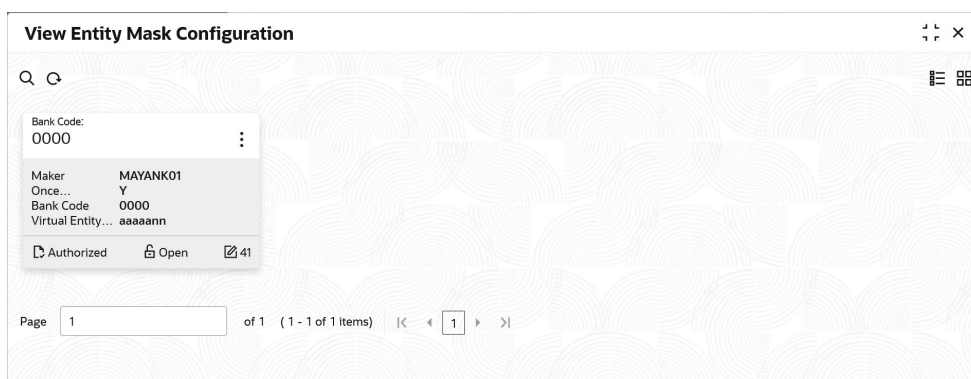 View Entity Mask Configuration
Bank Code:
0000
Maker MAYANK01
Once... Y
Bank Code 0000
Virtual Entity... aaaaann
Authorized Open 41
Page 1 of 1 ( 1 - 1 of 1 items) 1